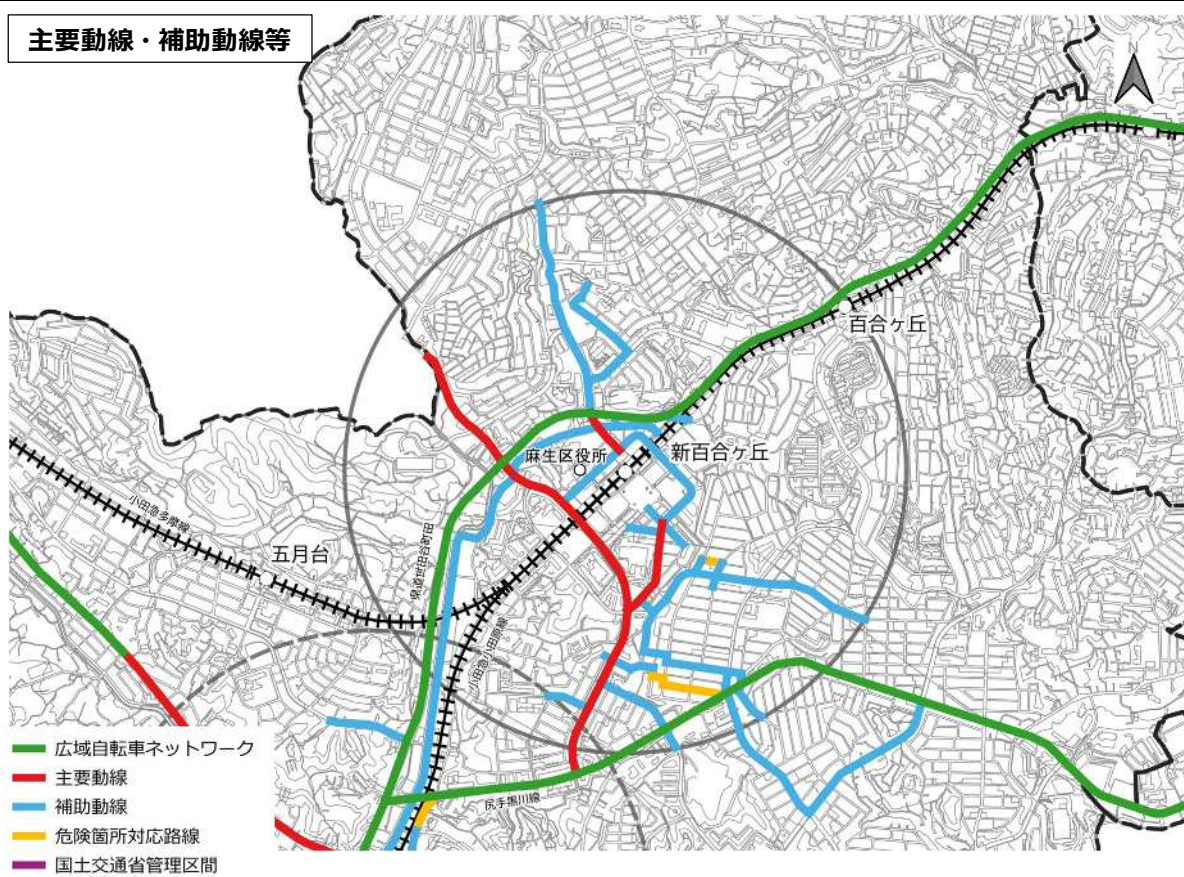 主要動線・補助動線等
N
百合ヶ丘
新百合ヶ丘
麻生区役所
小田急多摩線
県道世田谷町田
五月台
小田急小田原線
尻手黒川線
広域自転車ネットワーク
主要動線
補助動線
危険箇所対応路線
国土交通省管理区間